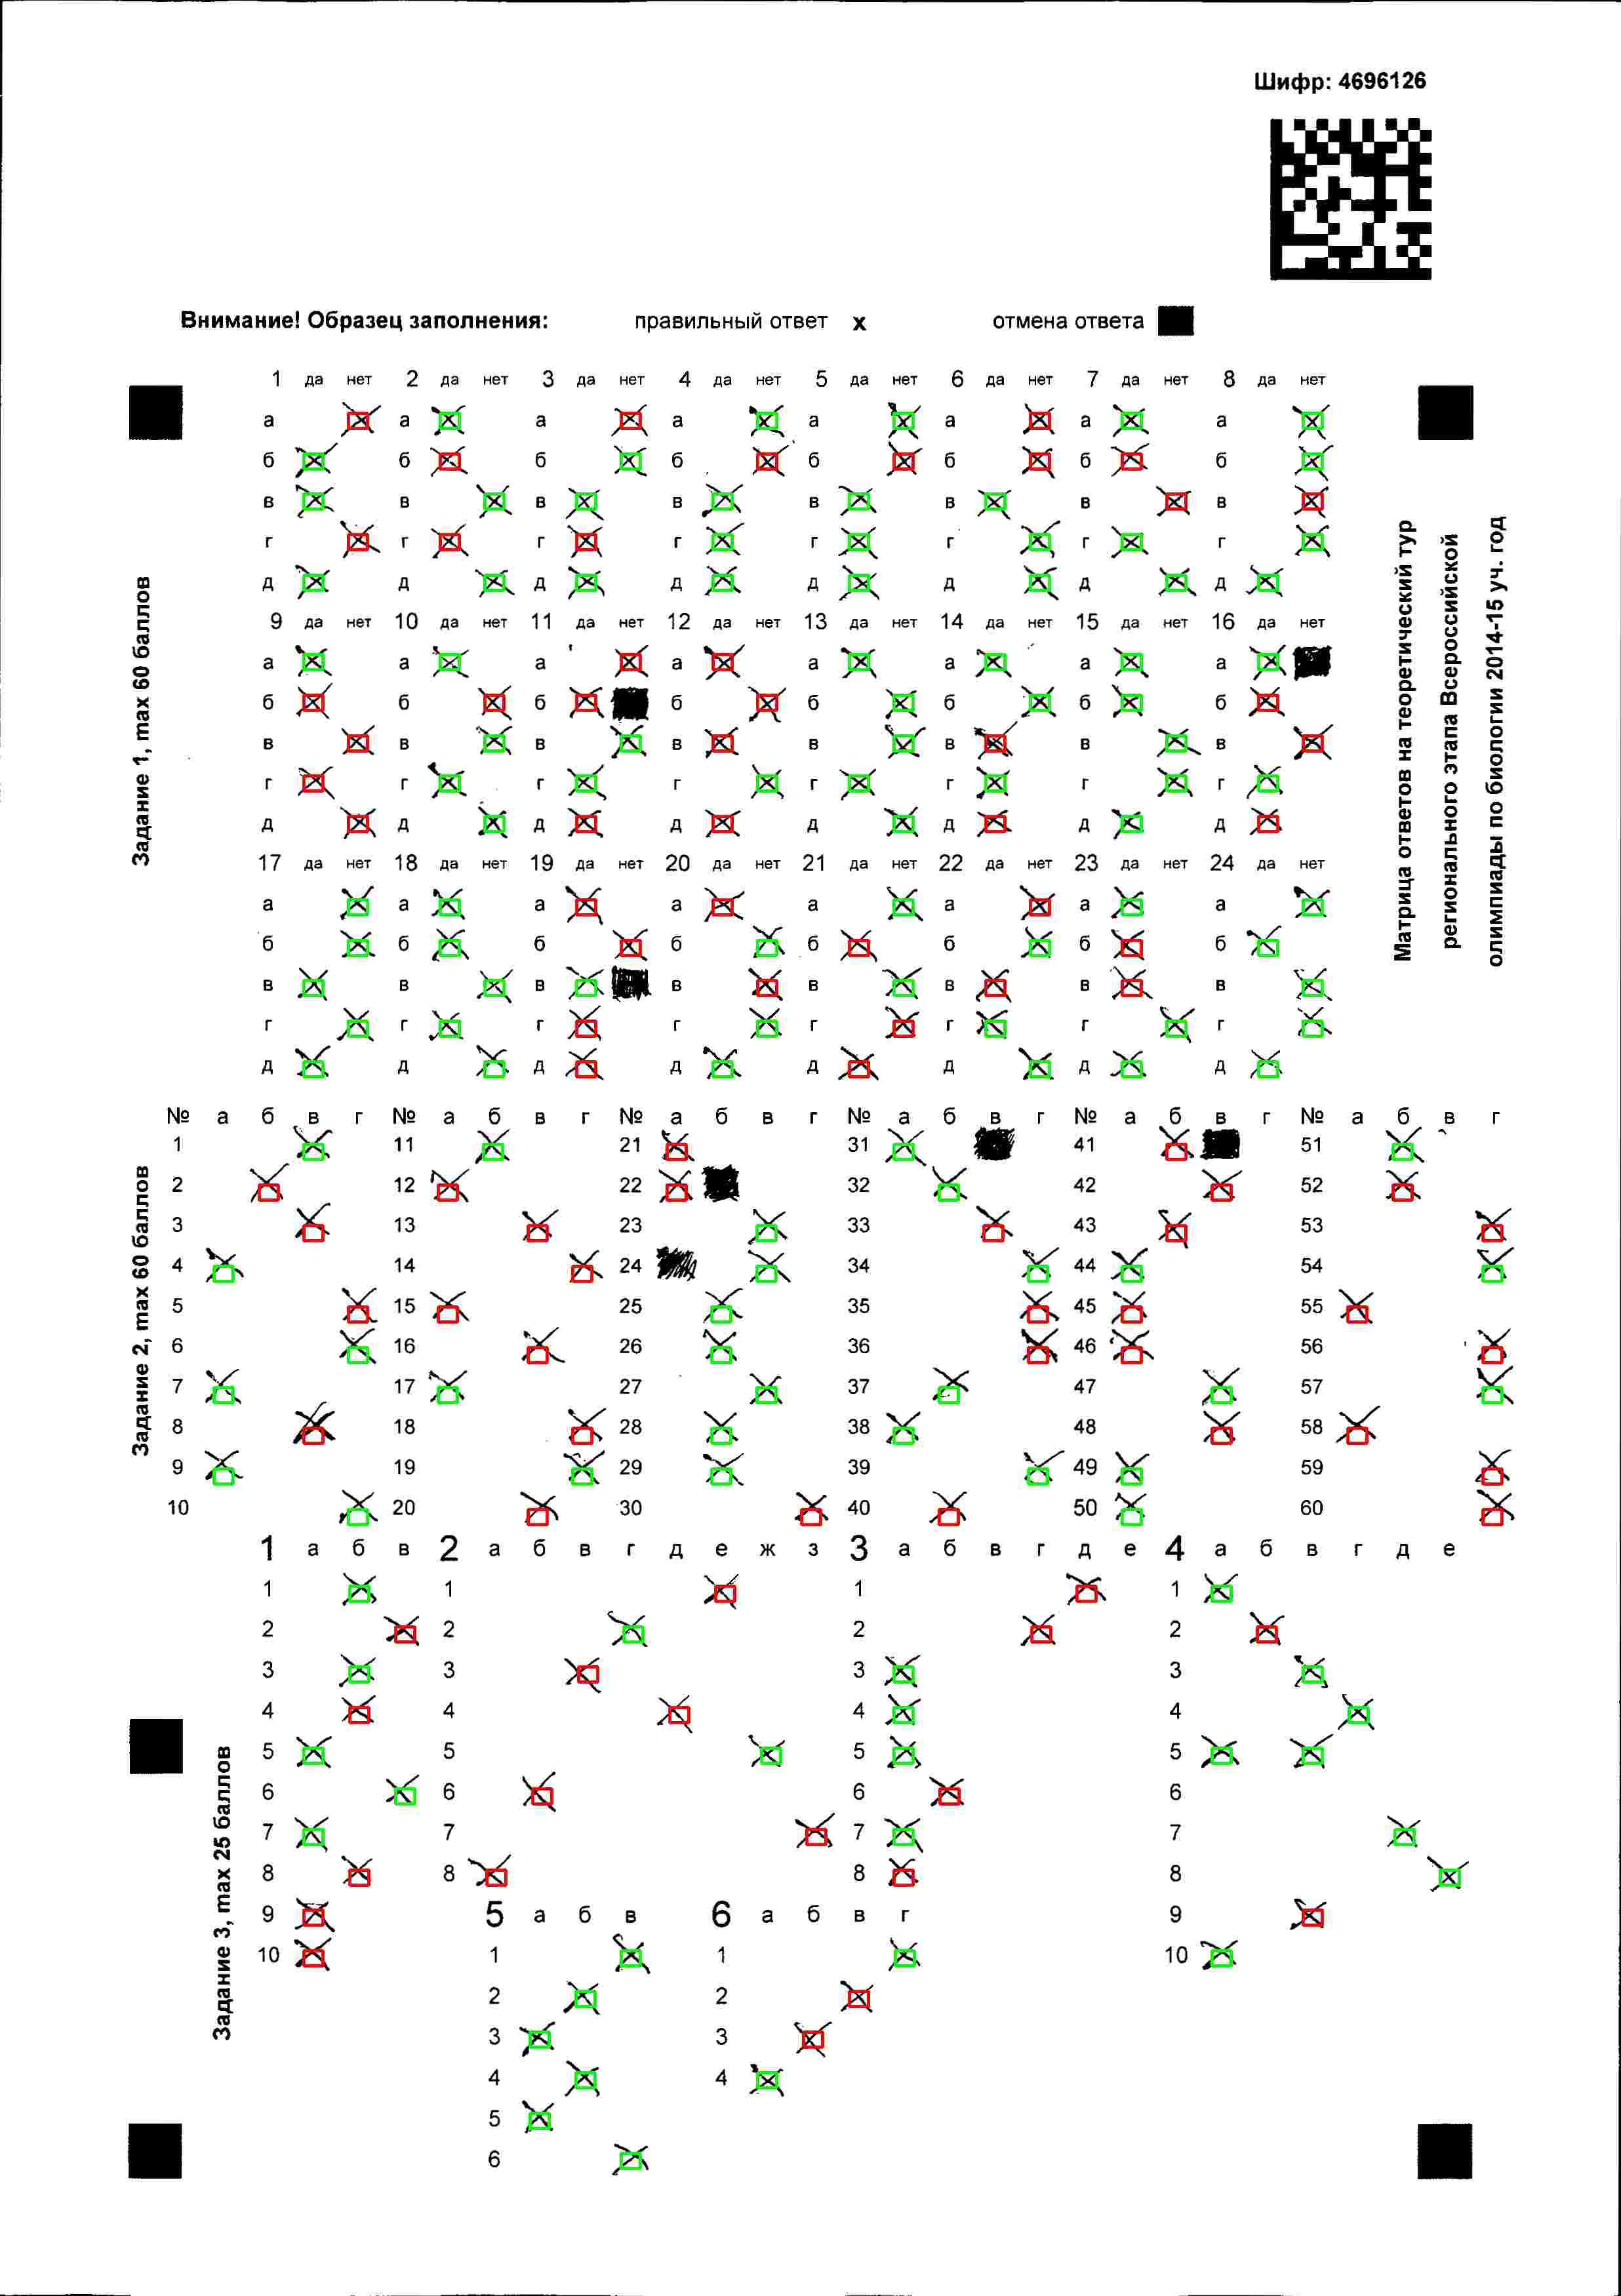 Шифр: 4696126
Внимание! Образец заполнения: правильный ответ x отмена ответа
Задание 1, max 60 баллов
1 да нет 2 да нет 3 да нет 4 да нет 5 да нет 6 да нет 7 да нет 8 да нет
а а а а а а а а
б б б б б б б б
в в в в в в в в
г г г г г г г г
д д д д д д д д
9 да нет 10 да нет 11 да нет 12 да нет 13 да нет 14 да нет 15 да нет 16 да нет
а а а а а а а а
б б б б б б б б
в в в в в в в в
г г г г г г г г
д д д д д д д д
17 да нет 18 да нет 19 да нет 20 да нет 21 да нет 22 да нет 23 да нет 24 да нет
а а а а а а а а
б б б б б б б б
в в в в в в в в
г г г г г г г г
д д д д д д д д
Матрица ответов на теоретический тур
регионального этапа Всероссийской
олимпиады по биологии 2014-15 уч. год
Задание 2, max 60 баллов
№ а б в г № а б в г № а б в г № а б в г № а б в г № а б в г
1 11 21 31 41 51
2 12 22 32 42 52
3 13 23 33 43 53
4 14 24 34 44 54
5 15 25 35 45 55
6 16 26 36 46 56
7 17 27 37 47 57
8 18 28 38 48 58
9 19 29 39 49 59
10 20 30 40 50 60
Задание 3, max 25 баллов
1 а б в 2 а б в г д е ж з 3 а б в г д е 4 а б в г д е
1 1 1 1
2 2 2 2
3 3 3 3
4 4 4 4
5 5 5 5
6 6 6 6
7 7 7 7
8 8 8 8
9 5 а б в 6 а б в г 9
10 1 1 10
2 2
3 3
4 4
5
6